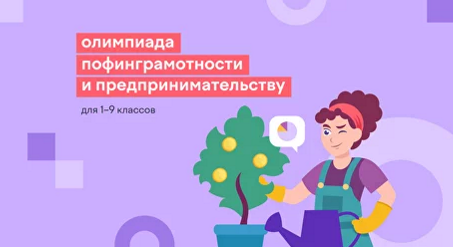 олимпиада
пофинграмотности
и предпринимательству
для 1–9 классов